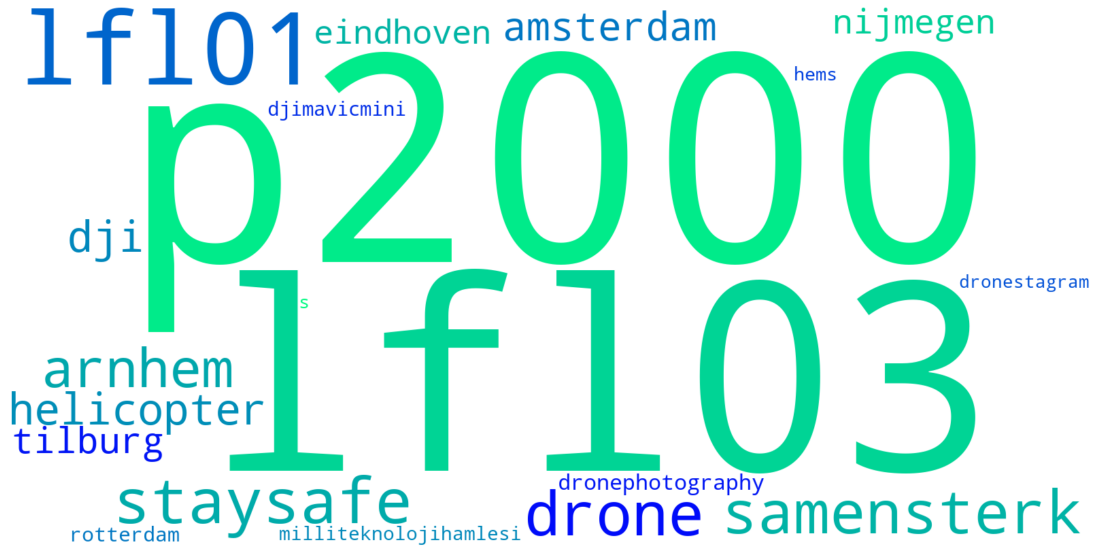 lfl01
eindhoven
amsterdam
nijmegen
p2000
hems
djimavicmini
dji
lfl03
dronestagram
s
arnhem
helicopter
tilburg
staysafe
dronephotography
drone
samensterk
rotterdam
milliteknolojihamlesi